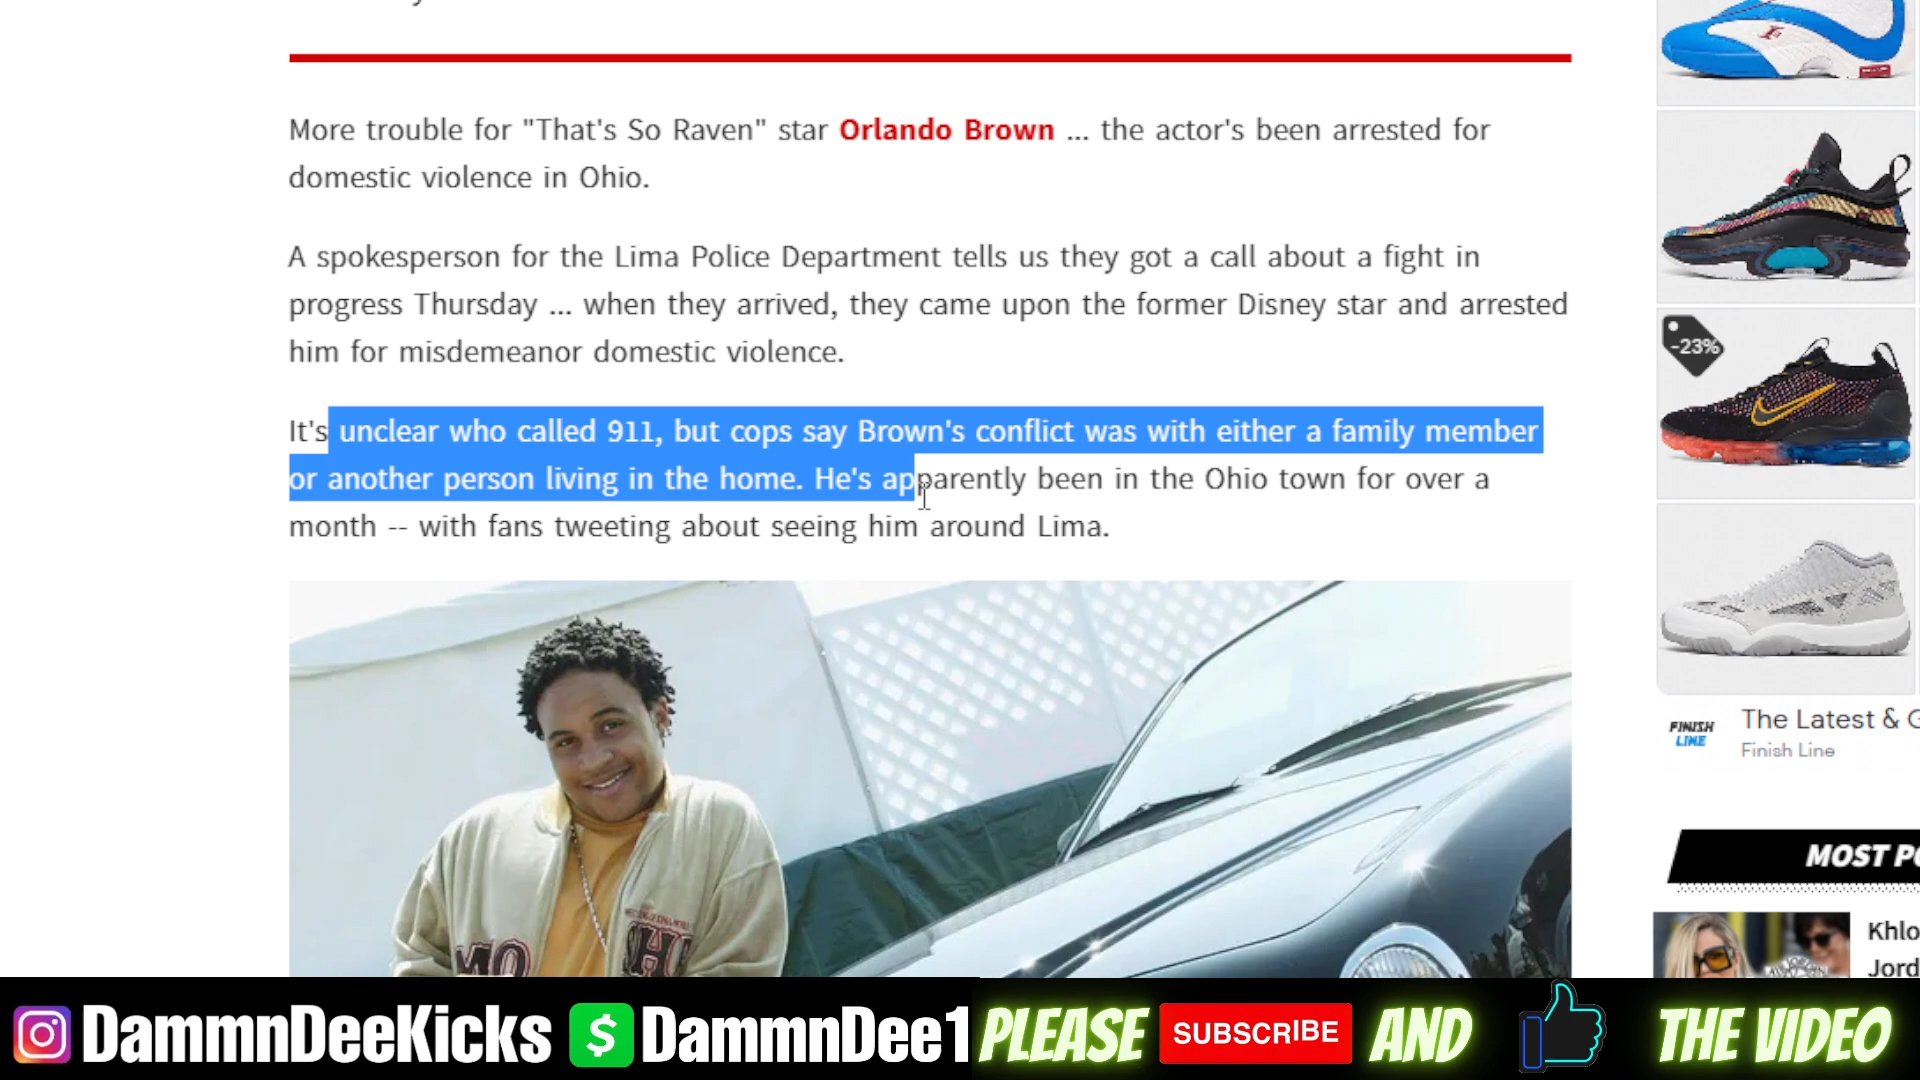 More trouble for "That's So Raven" star Orlando Brown ... the actor's been arrested for
domestic violence in Ohio.
A spokesperson for the Lima Police Department tells us they got a call about a fight in
progress Thursday ... when they arrived, they came upon the former Disney star and arrested
him for misdemeanor domestic violence.
It's unclear who called 911, but cops say Brown's conflict was with either a family member
or another person living in the home. He's apparently been in the Ohio town for over a
month -- with fans tweeting about seeing him around Lima.
-23%
FINISH
LINE
The Latest & G
Finish Line
MOST PO
Khlo
Jord
DammnDeeKicks $ DammnDee1 PLEASE SUBSCRIBE AND THE VIDEO